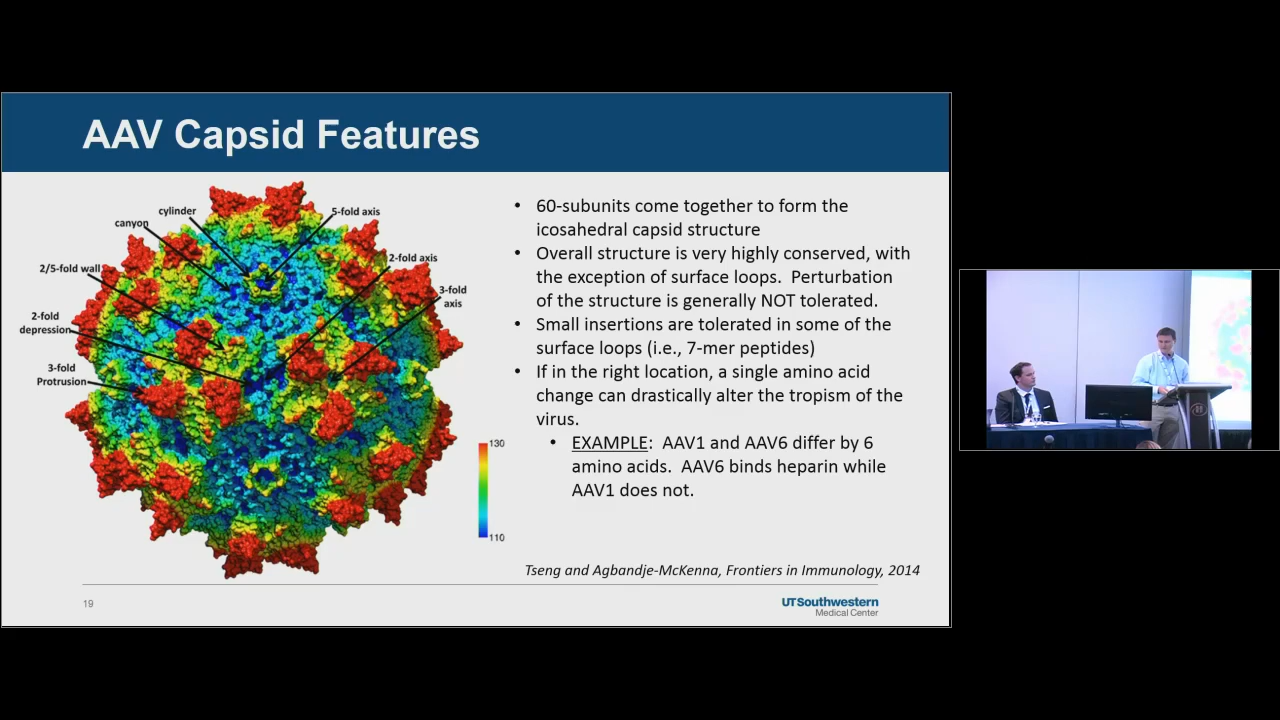 AAV Capsid Features
cylinder
canyon
5-fold axis
2/5-fold wall
2-fold axis
3-fold
axis
2-fold
depression
3-fold
Protrusion
130
110
• 60-subunits come together to form the
icosahedral capsid structure
• Overall structure is very highly conserved, with
the exception of surface loops. Perturbation
of the structure is generally NOT tolerated.
• Small insertions are tolerated in some of the
surface loops (i.e., 7-mer peptides)
• If in the right location, a single amino acid
change can drastically alter the tropism of the
virus.
• EXAMPLE: AAV1 and AAV6 differ by 6
amino acids. AAV6 binds heparin while
AAV1 does not.
Tseng and Agbandje-McKenna, Frontiers in Immunology, 2014
19
UTSouthwestern
Medical Center